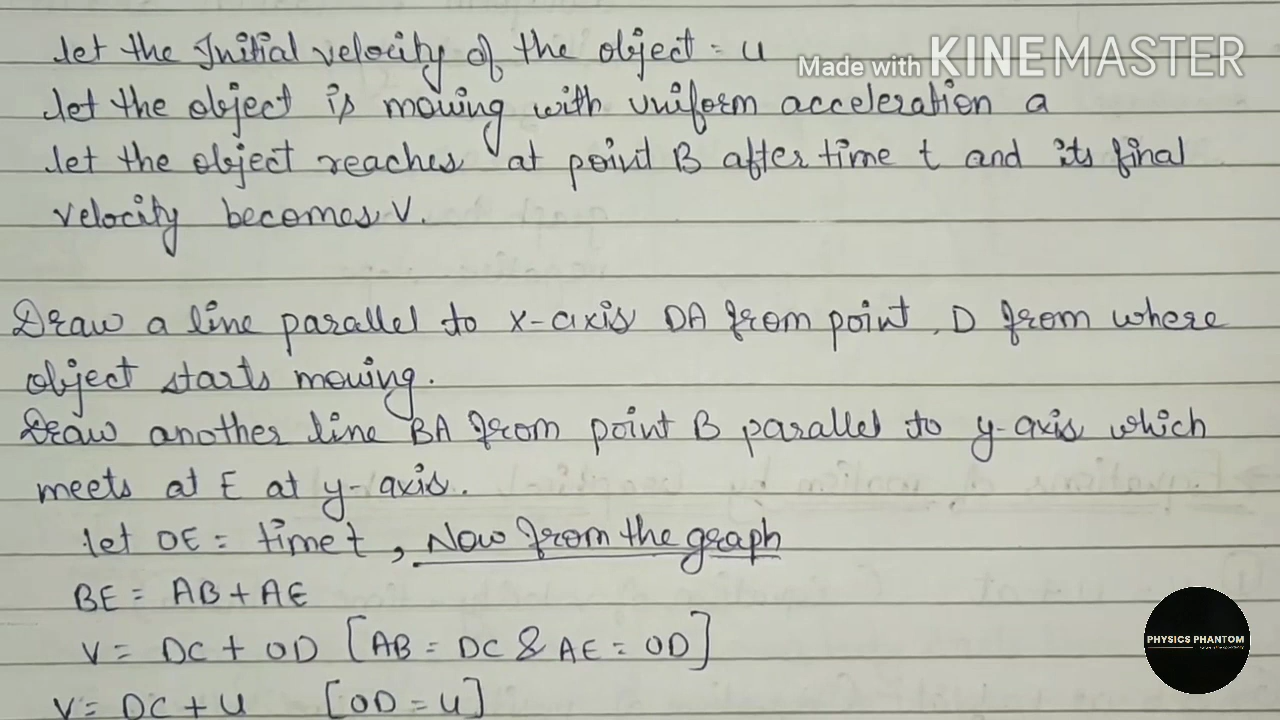 let the Initial velocity of the object = u
Made with KINEMASTER
let the object is moving with uniform acceleration a
let the object reaches at point B after time t and its final
velocity becomes V.
Draw a line parallel to x-axis DA from point, D from where
object starts moving.
Draw another line BA from point B parallel to y-axis which
meets at E at y-axis.
let OE = time t, Now from the graph
BE = AB + AE
V = DC + OD [AB = DC & AE = OD]
V = DC + u [OD = u]
PHYSICS PHANTOM